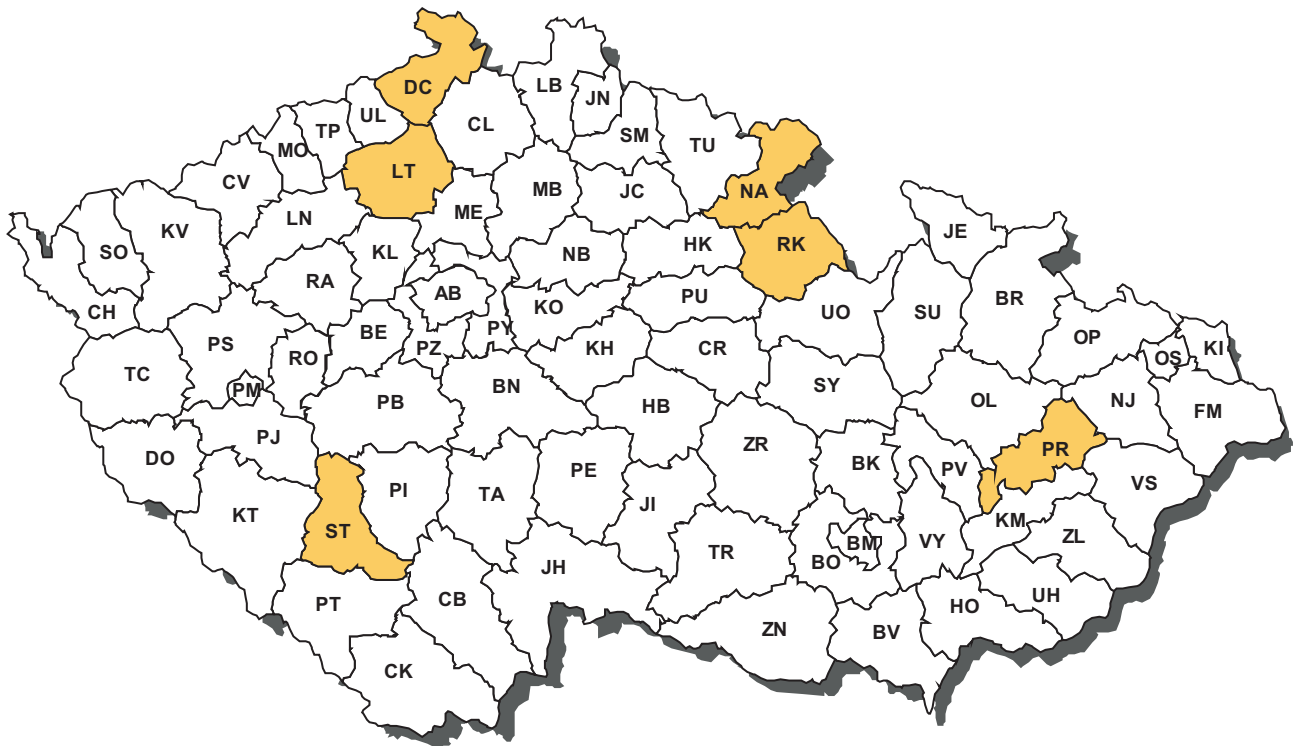 DC
LB
JN
UL
CL
TP
SM
TU
MO
LT
CV
MB
JC
NA
LN
ME
KV
SO
KL
NB
HK
RK
JE
RA
AB
KO
PU
BR
CH
UO
SU
BE
PY
PZ
PS
RO
KH
CR
OP
OS
KI
TC
PM
BN
SY
PB
HB
OL
NJ
FM
PJ
ZR
DO
PE
BK
PV
PR
VS
PI
TA
JI
KT
ST
KM
ZL
TR
BO
BM
VY
JH
PT
CB
HO
UH
ZN
BV
CK